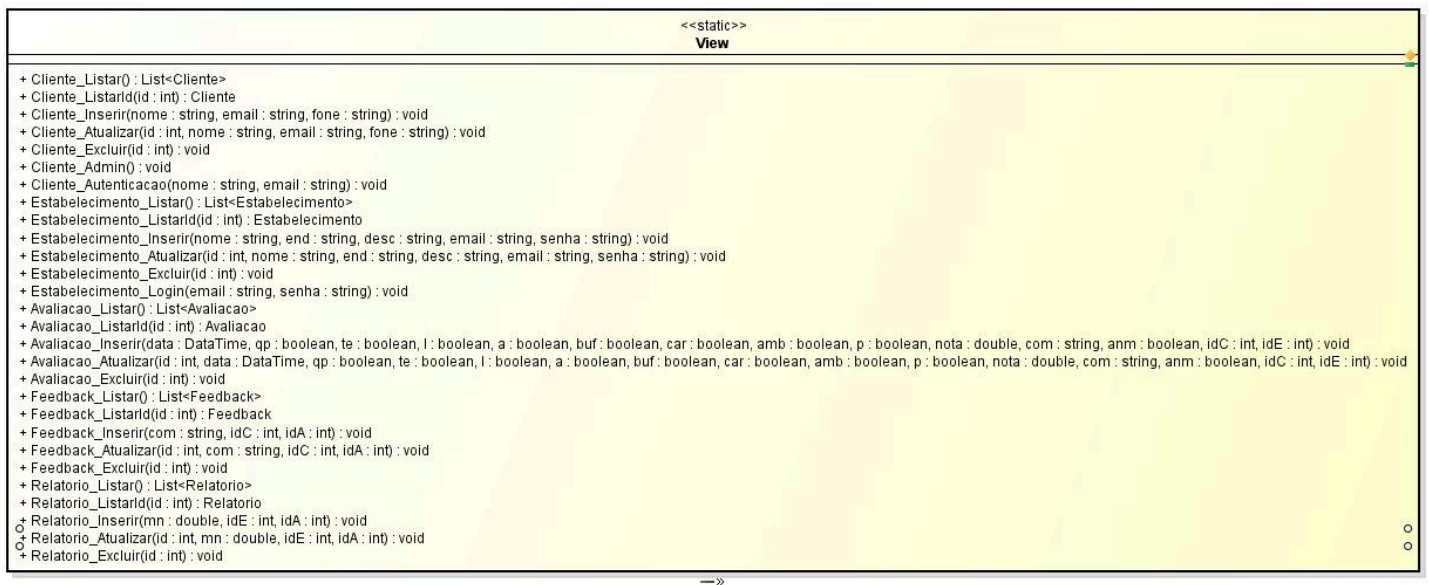 <<static>>
View
+ Cliente_Listar() : List<Cliente>
+ Cliente_ListarId(id : int) : Cliente
+ Cliente_Inserir(nome : string, email : string, fone : string) : void
+ Cliente_Atualizar(id : int, nome : string, email : string, fone : string) : void
+ Cliente_Excluir(id : int) : void
+ Cliente_Admin() : void
+ Cliente_Autenticacao(nome : string, email : string) : void
+ Estabelecimento_Listar() : List<Estabelecimento>
+ Estabelecimento_ListarId(id : int) : Estabelecimento
+ Estabelecimento_Inserir(nome : string, end : string, desc : string, email : string, senha : string) : void
+ Estabelecimento_Atualizar(id : int, nome : string, end : string, desc : string, email : string, senha : string) : void
+ Estabelecimento_Excluir(id : int) : void
+ Estabelecimento_Login(email : string, senha : string) : void
+ Avaliacao_Listar() : List<Avaliacao>
+ Avaliacao_ListarId(id : int) : Avaliacao
+ Avaliacao_Inserir(data : DataTime, qp : boolean, te : boolean, l : boolean, a : boolean, buf : boolean, car : boolean, amb : boolean, p : boolean, nota : double, com : string, anm : boolean, idC : int, idE : int) : void
+ Avaliacao_Atualizar(id : int, data : DataTime, qp : boolean, te : boolean, l : boolean, a : boolean, buf : boolean, car : boolean, amb : boolean, p : boolean, nota : double, com : string, anm : boolean, idC : int, idE : int) : void
+ Avaliacao_Excluir(id : int) : void
+ Feedback_Listar() : List<Feedback>
+ Feedback_ListarId(id : int) : Feedback
+ Feedback_Inserir(com : string, idC : int, idA : int) : void
+ Feedback_Atualizar(id : int, com : string, idC : int, idA : int) : void
+ Feedback_Excluir(id : int) : void
+ Relatorio_Listar() : List<Relatorio>
+ Relatorio_ListarId(id : int) : Relatorio
+ Relatorio_Inserir(mn : double, idE : int, idA : int) : void
+ Relatorio_Atualizar(id : int, mn : double, idE : int, idA : int) : void
+ Relatorio_Excluir(id : int) : void